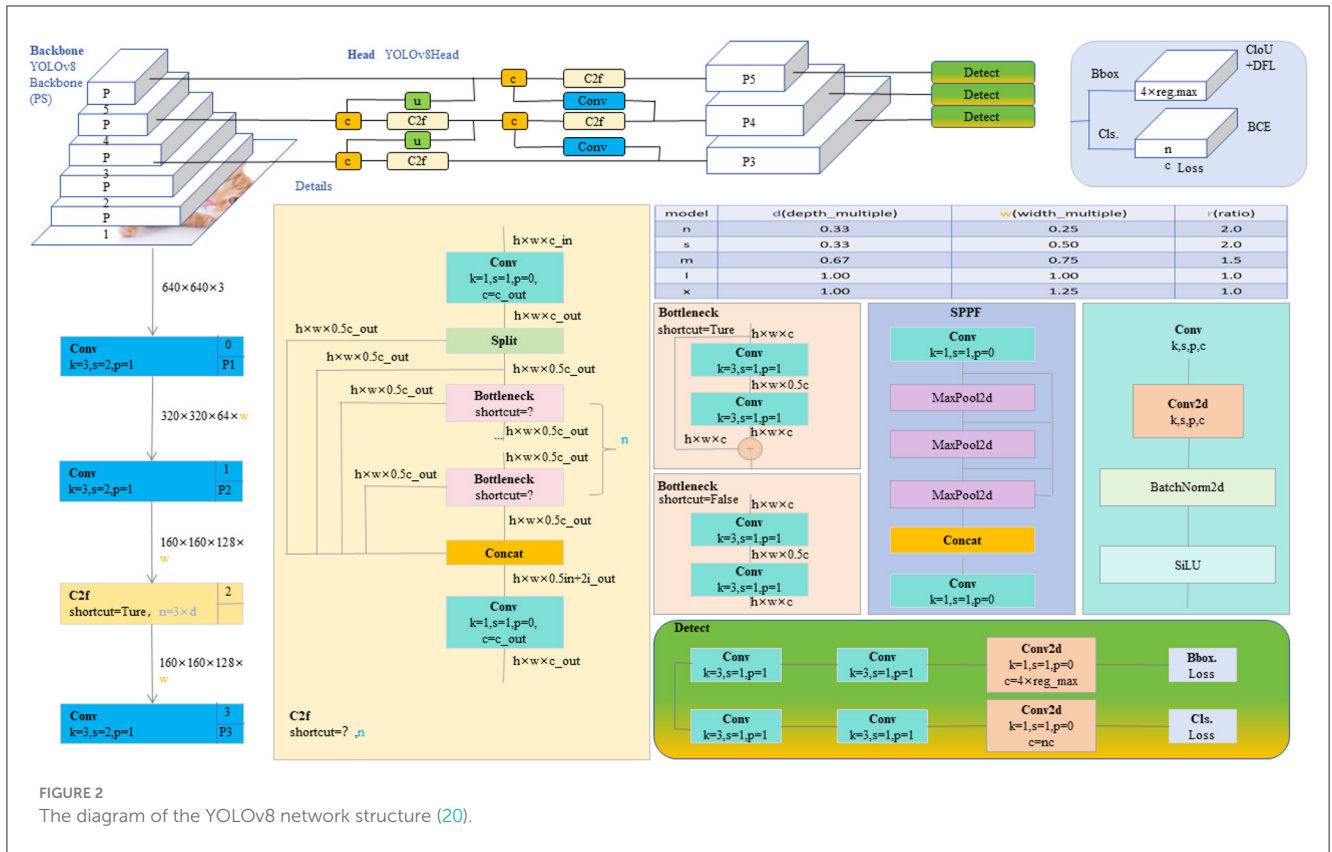 Backbone
YOLOv8
Backbone
(PS)
P
5
P
4
P
3
P
2
P
1
Head YOLOv8Head
u
c
C2f
u
c
C2f
c
C2f
Conv
c
C2f
Conv
P5
P4
P3
Detect
Detect
Detect
Bbox
4×reg.max
CloU
+DFL
Cls.
n
c Loss
BCE
Details
640×640×3
Conv
k=3,s=2,p=1
0
P1
320×320×64×w
Conv
k=3,s=2,p=1
1
P2
160×160×128×
w
C2f
shortcut=Ture, n=3×d
2
160×160×128×
w
Conv
k=3,s=2,p=1
3
P3
h×w×c_in
Conv
k=1,s=1,p=0,
c=c_out
h×w×c_out
h×w×0.5c_out
Split
h×w×0.5c_out
h×w×0.5c_out
h×w×0.5c_out
Bottleneck
shortcut=?
h×w×0.5c_out
...
n
h×w×0.5c_out
h×w×0.5c_out
Bottleneck
shortcut=?
h×w×0.5c_out
Concat
h×w×0.5in+2i_out
Conv
k=1,s=1,p=0,
c=c_out
h×w×c_out
C2f
shortcut=? ,n
model d(depth_multiple) w(width_multiple) r(ratio)
n 0.33 0.25 2.0
s 0.33 0.50 2.0
m 0.67 0.75 1.5
l 1.00 1.00 1.0
x 1.00 1.25 1.0
Bottleneck
shortcut=Ture
h×w×c
Conv
k=3,s=1,p=1
h×w×0.5c
Conv
k=3,s=1,p=1
h×w×c
h×w×c
+
Bottleneck
shortcut=False
h×w×c
Conv
k=3,s=1,p=1
h×w×0.5c
Conv
k=3,s=1,p=1
h×w×c
SPPF
Conv
k=1,s=1,p=0
MaxPool2d
MaxPool2d
MaxPool2d
Concat
Conv
k=1,s=1,p=0
Conv
k,s,p,c
Conv2d
k,s,p,c
BatchNorm2d
SiLU
Detect
Conv
k=3,s=1,p=1
Conv
k=3,s=1,p=1
Conv2d
k=1,s=1,p=0
c=4×reg_max
Bbox.
Loss
Conv
k=3,s=1,p=1
Conv
k=3,s=1,p=1
Conv2d
k=1,s=1,p=0
c=nc
Cls.
Loss
FIGURE 2
The diagram of the YOLOv8 network structure (20).